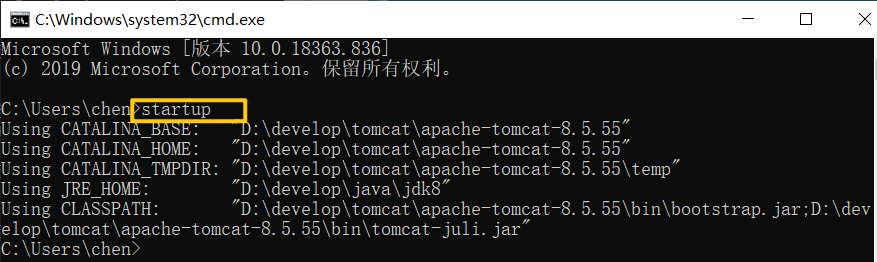 C:\Windows\system32\cmd.exe
Microsoft Windows [版本 10.0.18363.836]
(c) 2019 Microsoft Corporation。保留所有权利。
C:\Users\chen>startup
Using CATALINA_BASE:   "D:\develop\tomcat\apache-tomcat-8.5.55"
Using CATALINA_HOME:   "D:\develop\tomcat\apache-tomcat-8.5.55"
Using CATALINA_TMPDIR: "D:\develop\tomcat\apache-tomcat-8.5.55\temp"
Using JRE_HOME:        "D:\develop\java\jdk8"
Using CLASSPATH:       "D:\develop\tomcat\apache-tomcat-8.5.55\bin\bootstrap.jar;D:\dev
elop\tomcat\apache-tomcat-8.5.55\bin\tomcat-juli.jar"
C:\Users\chen>